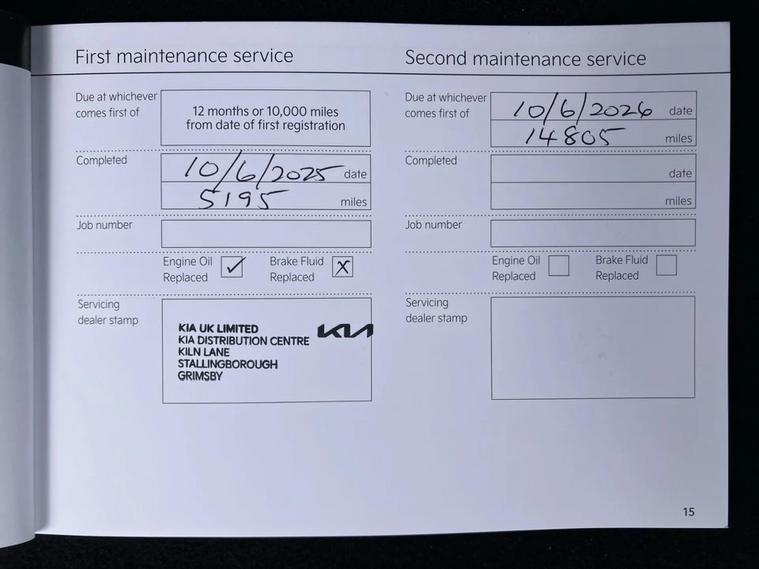 First maintenance service
Due at whichever
comes first of
12 months or 10,000 miles
from date of first registration
Completed
10/6/2025 date
5195 miles
Job number
Engine Oil
Replaced
✓
Brake Fluid
Replaced
X
Servicing
dealer stamp
KIA UK LIMITED
KIA DISTRIBUTION CENTRE
KILN LANE
STALLINGBOROUGH
GRIMSBY
KIA
Second maintenance service
Due at whichever
comes first of
10/6/2026 date
14805 miles
Completed
date
miles
Job number
Engine Oil
Replaced
Brake Fluid
Replaced
Servicing
dealer stamp
15